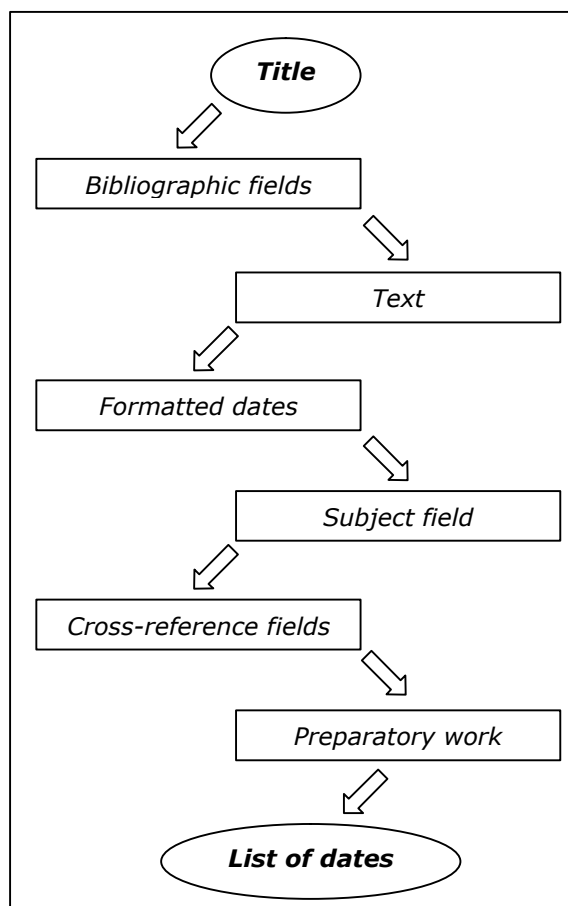 Title
Bibliographic fields
Text
Formatted dates
Subject field
Cross-reference fields
Preparatory work
List of dates